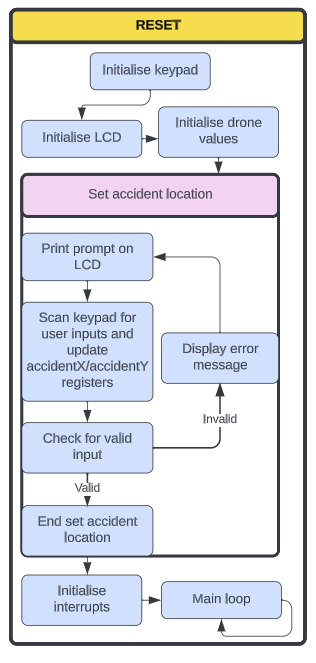 RESET
Initialise keypad
Initialise LCD
Initialise drone
values
Set accident location
Print prompt on
LCD
Scan keypad for
user inputs and
update
accidentX/accidentY
registers
Display error
message
Invalid
Check for valid
input
Valid
End set accident
location
Initialise
interrupts
Main loop